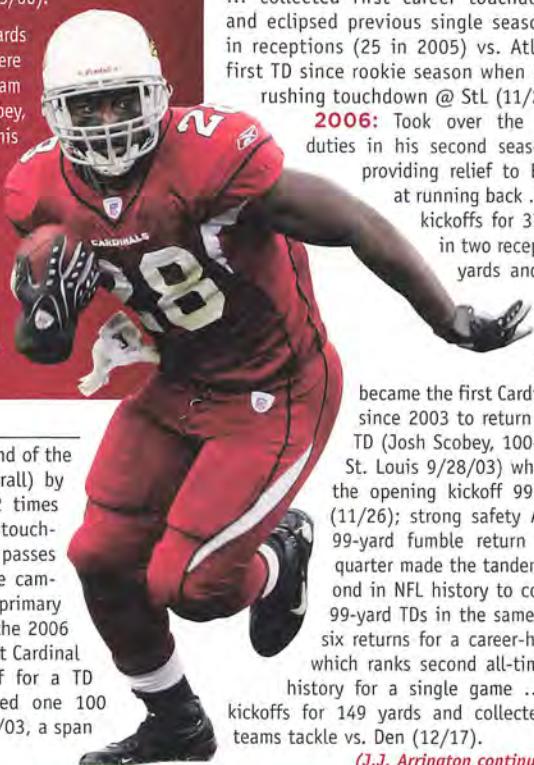 ards
ere
am
bey,
his
nd of the
rall) by
2 times
touch-
passes
e cam-
primary
the 2006
t Cardinal
f for a TD
ed one 100
/03, a span
collected first career touchdo
and eclipsed previous single seaso
in receptions (25 in 2005) vs. Atl
first TD since rookie season when
rushing touchdown @ StL (11/2
2006: Took over the
duties in his second seas
providing relief to E
at running back ..
kickoffs for 3
in two recep
yards and
became the first Card
since 2003 to return
TD (Josh Scobey, 100
St. Louis 9/28/03) wh
the opening kickoff 99
(11/26); strong safety A
99-yard fumble return
quarter made the tander
ond in NFL history to co
99-yard TDs in the same
six returns for a career-h
which ranks second all-tim
history for a single game ..
kickoffs for 149 yards and collecte
teams tackle vs. Den (12/17).
(J.J. Arrington continu
CARDINALS
28
28